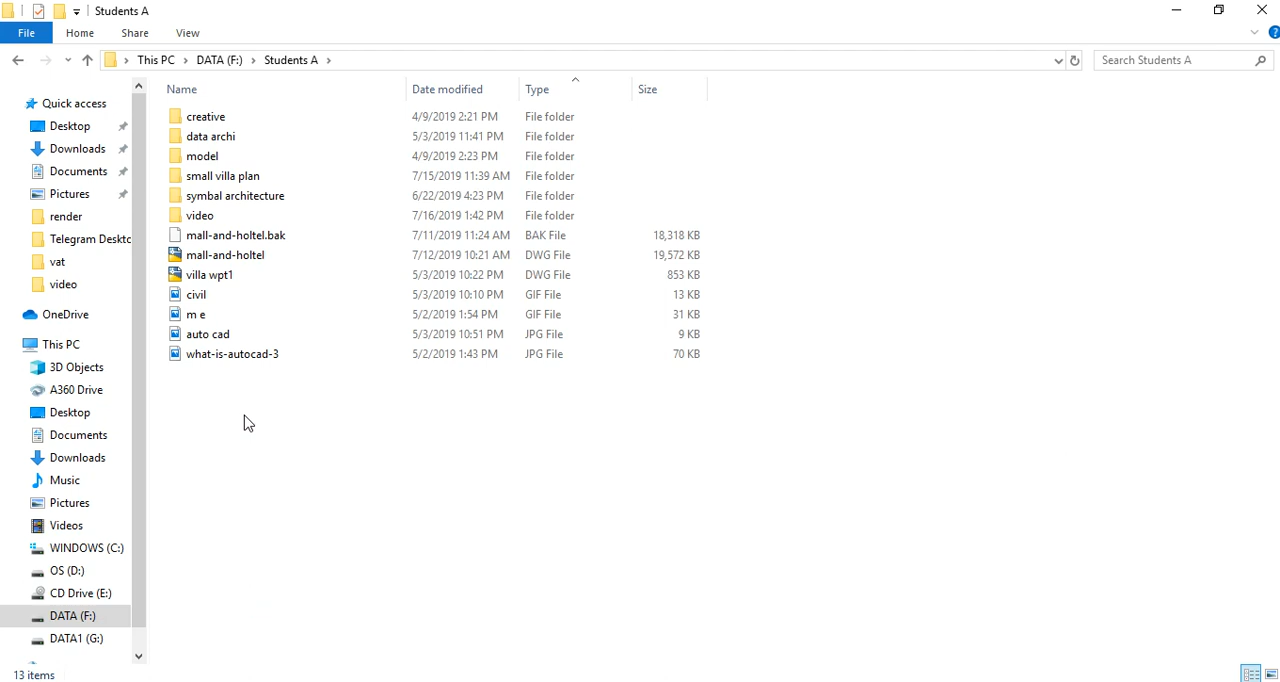 Students A
File Home Share View
This PC DATA (F:) Students A Search Students A
Name Date modified Type Size
Quick access
Desktop
Downloads
Documents
Pictures
render
Telegram Deskto
vat
video
OneDrive
This PC
3D Objects
A360 Drive
Desktop
Documents
Downloads
Music
Pictures
Videos
WINDOWS (C:)
OS (D:)
CD Drive (E:)
DATA (F:)
DATA1 (G:)
creative 4/9/2019 2:21 PM File folder
data archi 5/3/2019 11:41 PM File folder
model 4/9/2019 2:23 PM File folder
small villa plan 7/15/2019 11:39 AM File folder
symbal architecture 6/22/2019 4:23 PM File folder
video 7/16/2019 1:42 PM File folder
mall-and-holtel.bak 7/11/2019 11:24 AM BAK File 18,318 KB
mall-and-holtel 7/12/2019 10:21 AM DWG File 19,572 KB
villa wpt1 5/3/2019 10:22 PM DWG File 853 KB
civil 5/3/2019 10:10 PM GIF File 13 KB
m e 5/2/2019 1:54 PM GIF File 31 KB
auto cad 5/3/2019 10:51 PM JPG File 9 KB
what-is-autocad-3 5/2/2019 1:43 PM JPG File 70 KB
13 items